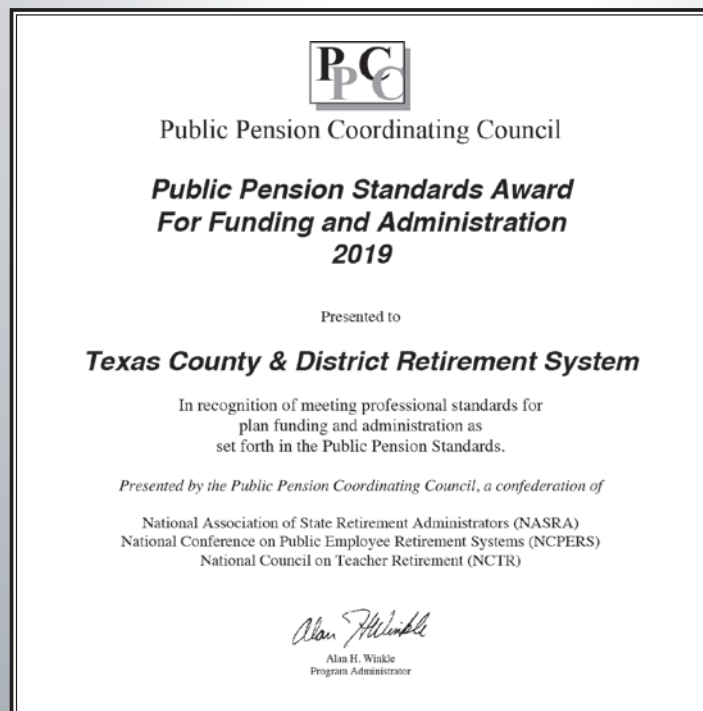 PPCC
Public Pension Coordinating Council
Public Pension Standards Award
For Funding and Administration
2019
Presented to
Texas County & District Retirement System
In recognition of meeting professional standards for
plan funding and administration as
set forth in the Public Pension Standards.
Presented by the Public Pension Coordinating Council, a confederation of
National Association of State Retirement Administrators (NASRA)
National Conference on Public Employee Retirement Systems (NCPERS)
National Council on Teacher Retirement (NCTR)
Alan H Winkle
Alan H. Winkle
Program Administrator